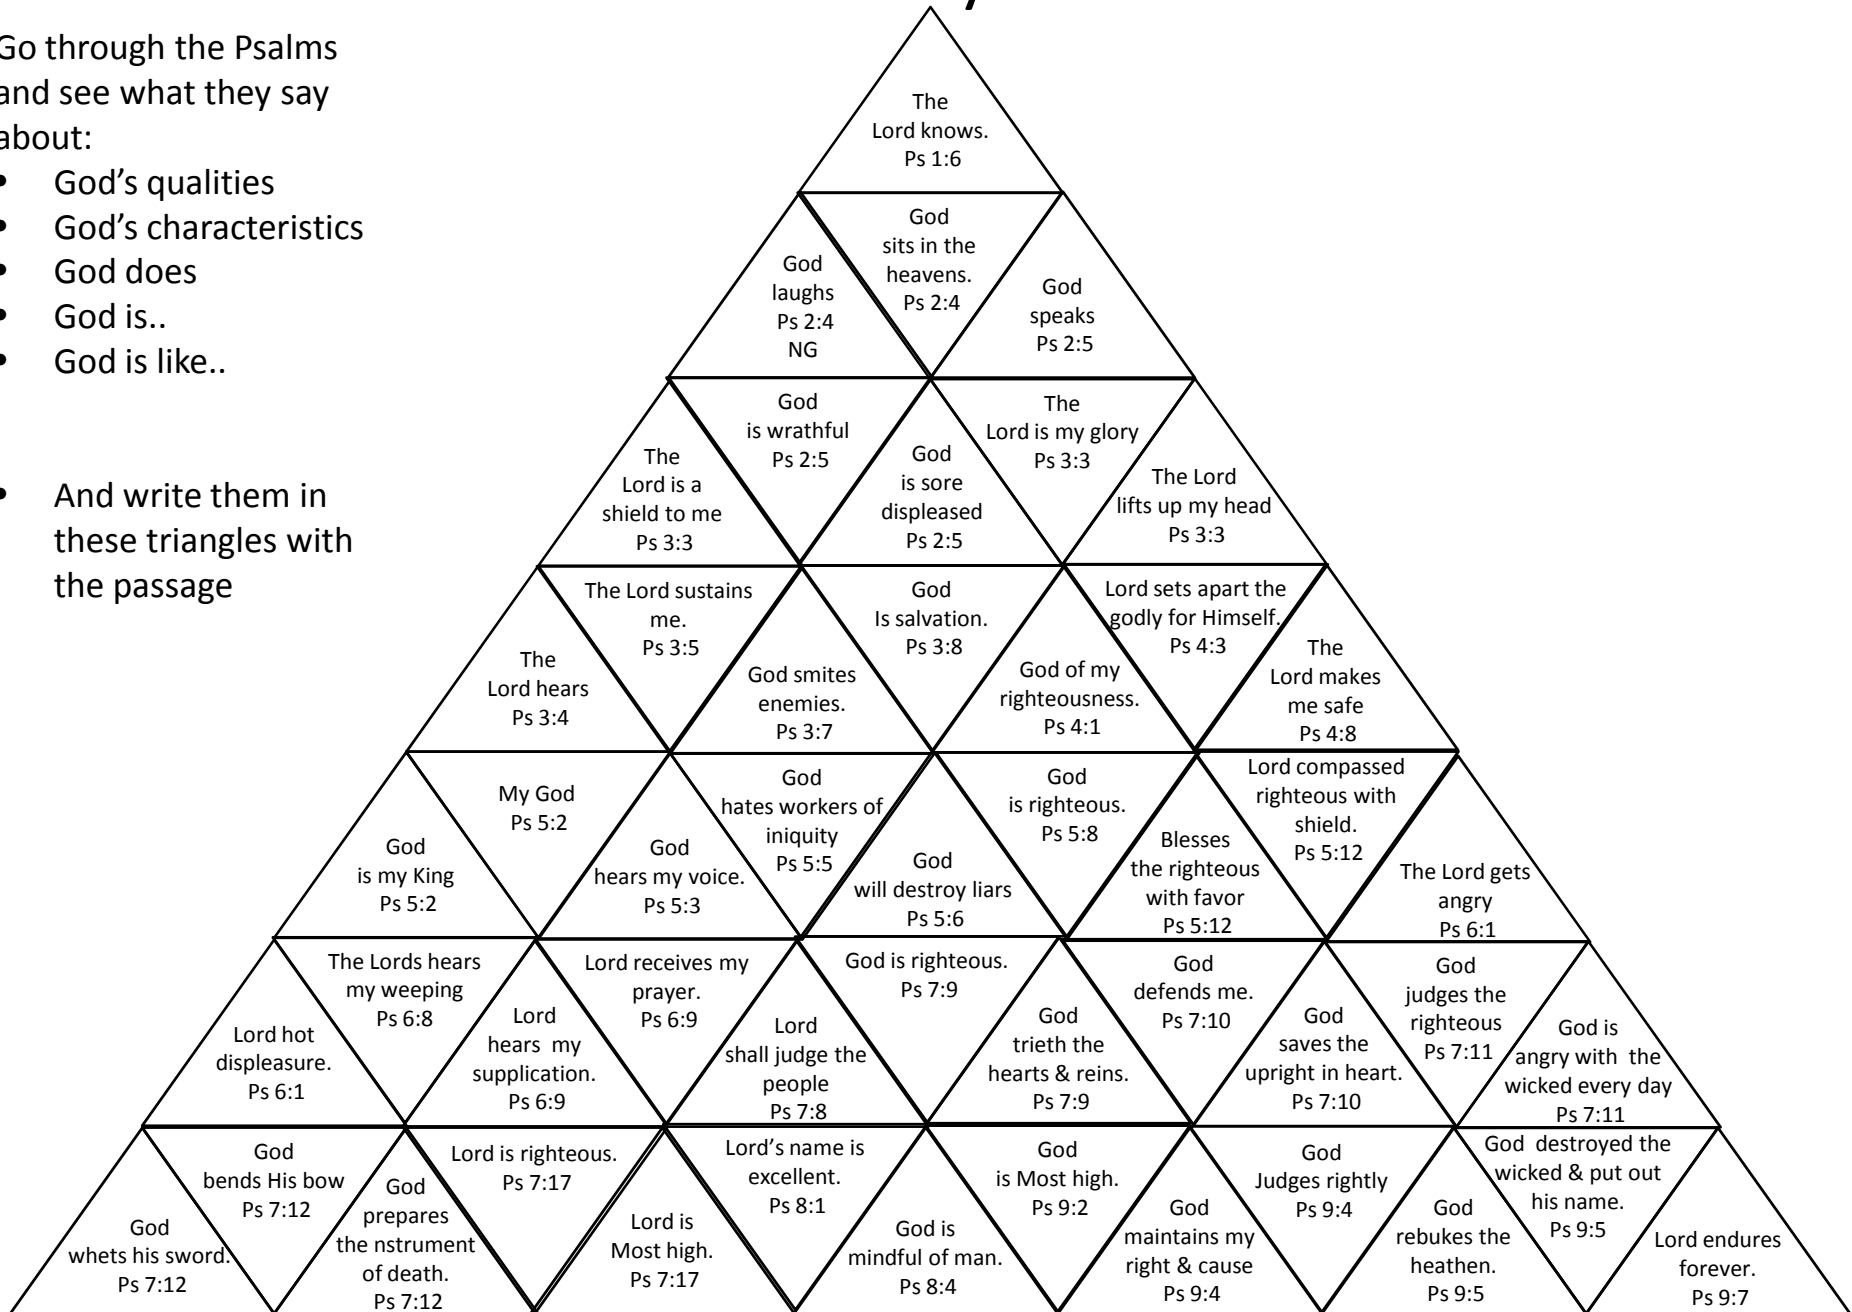 Go through the Psalms
and see what they say
about:
• God's qualities
• God's characteristics
• God does
• God is..
• God is like..
• And write them in
these triangles with
the passage
The
Lord knows.
Ps 1:6
God
laughs
Ps 2:4
NG
God
sits in the
heavens.
Ps 2:4
God
speaks
Ps 2:5
The
Lord is a
shield to me
Ps 3:3
God
is wrathful
Ps 2:5
God
is sore
displeased
Ps 2:5
The
Lord is my glory
Ps 3:3
The Lord
lifts up my head
Ps 3:3
The
Lord hears
Ps 3:4
The Lord sustains
me.
Ps 3:5
God smites
enemies.
Ps 3:7
God
Is salvation.
Ps 3:8
God of my
righteousness.
Ps 4:1
Lord sets apart the
godly for Himself.
Ps 4:3
The
Lord makes
me safe
Ps 4:8
God
is my King
Ps 5:2
My God
Ps 5:2
God
hears my voice.
Ps 5:3
God
hates workers of
iniquity
Ps 5:5
God
will destroy liars
Ps 5:6
God
is righteous.
Ps 5:8
Blesses
the righteous
with favor
Ps 5:12
Lord compassed
righteous with
shield.
Ps 5:12
The Lord gets
angry
Ps 6:1
Lord hot
displeasure.
Ps 6:1
The Lords hears
my weeping
Ps 6:8
Lord
hears my
supplication.
Ps 6:9
Lord receives my
prayer.
Ps 6:9
Lord
shall judge the
people
Ps 7:8
God is righteous.
Ps 7:9
God
trieth the
hearts & reins.
Ps 7:9
God
defends me.
Ps 7:10
God
saves the
upright in heart.
Ps 7:10
God
judges the
righteous
Ps 7:11
God is
angry with the
wicked every day
Ps 7:11
God
whets his sword.
Ps 7:12
God
bends His bow
Ps 7:12
God
prepares
the nstrument
of death.
Ps 7:12
Lord is righteous.
Ps 7:17
Lord is
Most high.
Ps 7:17
Lord's name is
excellent.
Ps 8:1
God is
mindful of man.
Ps 8:4
God
is Most high.
Ps 9:2
God
maintains my
right & cause
Ps 9:4
God
Judges rightly
Ps 9:4
God
rebukes the
heathen.
Ps 9:5
God destroyed the
wicked & put out
his name.
Ps 9:5
Lord endures
forever.
Ps 9:7